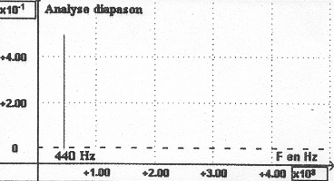 x10⁻¹ Analyse diapason
+4.00
+2.00
0
440 Hz F en Hz
+1.00 +2.00 +3.00 +4.00 x10³